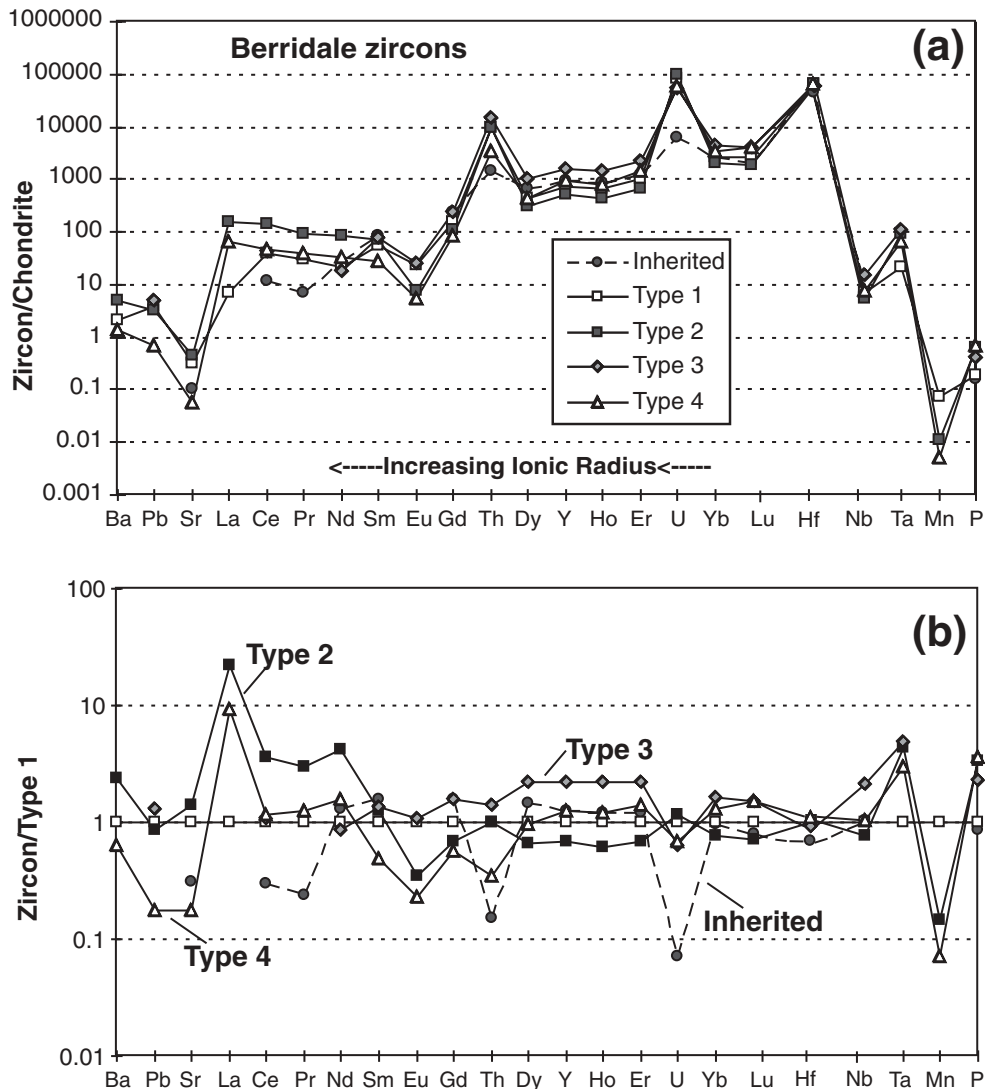 Berridale zircons
(a)
Zircon/Chondrite
1000000
100000
10000
1000
100
10
1
0.1
0.01
0.001
Inherited
Type 1
Type 2
Type 3
Type 4
<-----Increasing Ionic Radius<-----
Ba Pb Sr La Ce Pr Nd Sm Eu Gd Th Dy Y Ho Er U Yb Lu Hf Nb Ta Mn P
(b)
Zircon/Type 1
100
10
1
0.1
0.01
Type 2
Type 3
Type 4
Inherited
Ba Pb Sr La Ce Pr Nd Sm Eu Gd Th Dy Y Ho Er U Yb Lu Hf Nb Ta Mn P